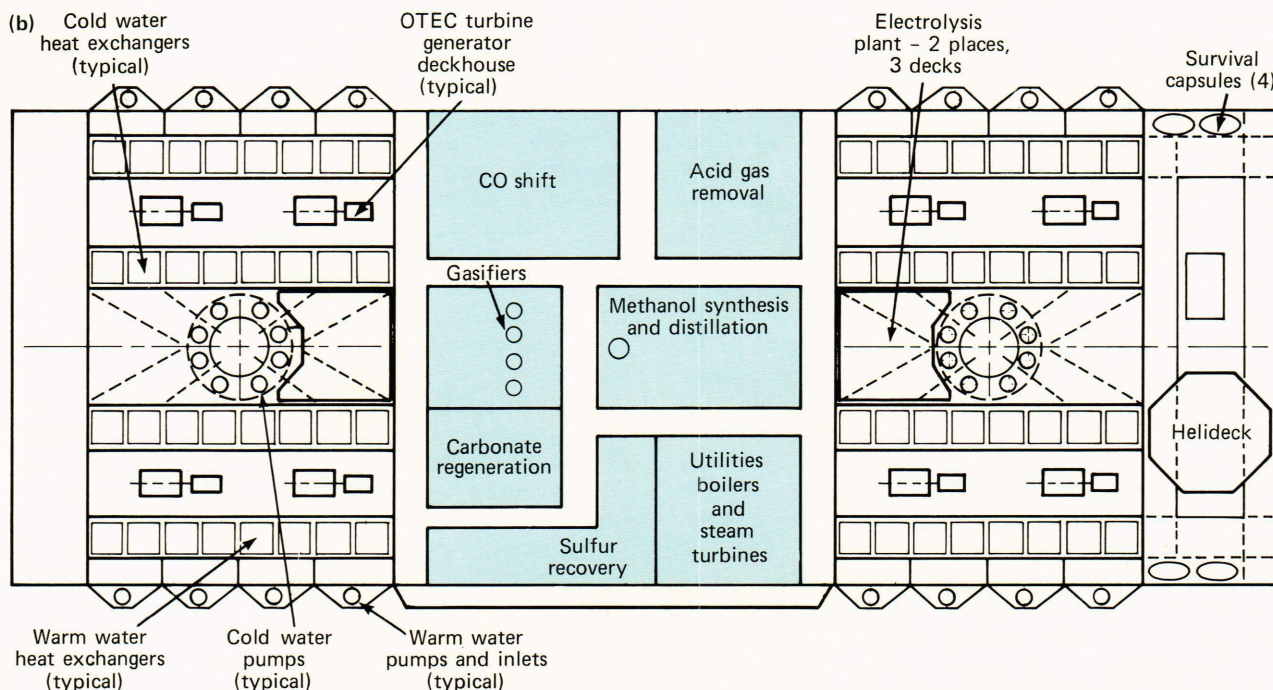 (b)
Cold water
heat exchangers
(typical)
OTEC turbine
generator
deckhouse
(typical)
Electrolysis
plant – 2 places,
3 decks
Survival
capsules (4)
CO shift
Acid gas
removal
Gasifiers
Methanol synthesis
and distillation
Carbonate
regeneration
Utilities
boilers
and
steam
turbines
Helideck
Sulfur
recovery
Warm water
heat exchangers
(typical)
Cold water
pumps
(typical)
Warm water
pumps and inlets
(typical)